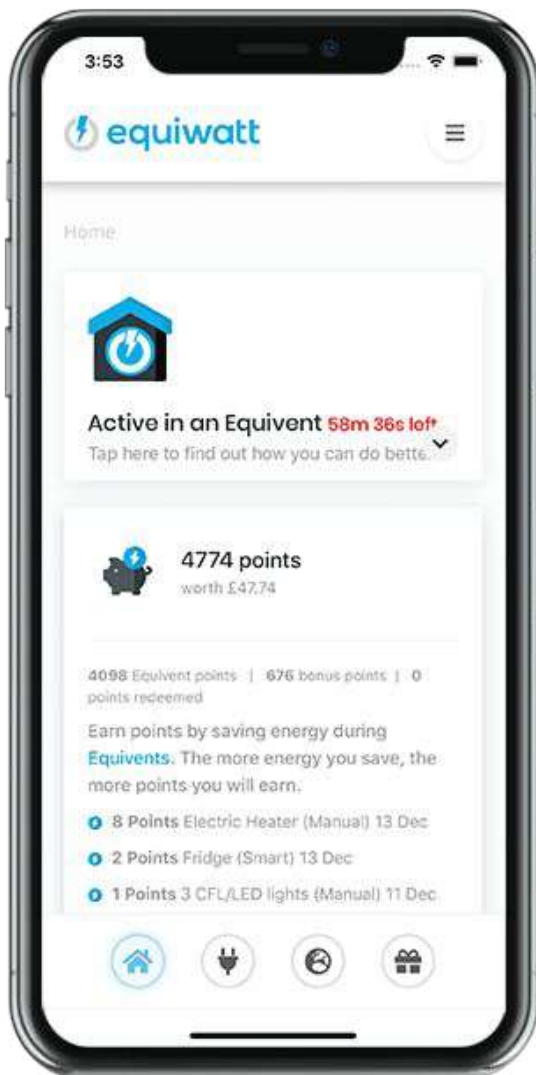 3:53
equiwatt
Home
Active in an Equivent 58m 36s left
Tap here to find out how you can do better
4774 points
worth £47.74
4098 Equivent points | 676 bonus points | 0
points redeemed
Earn points by saving energy during
Equivents. The more energy you save, the
more points you will earn.
8 Points Electric Heater (Manual) 13 Dec
2 Points Fridge (Smart) 13 Dec
1 Points 3 CFL/LED lights (Manual) 11 Dec